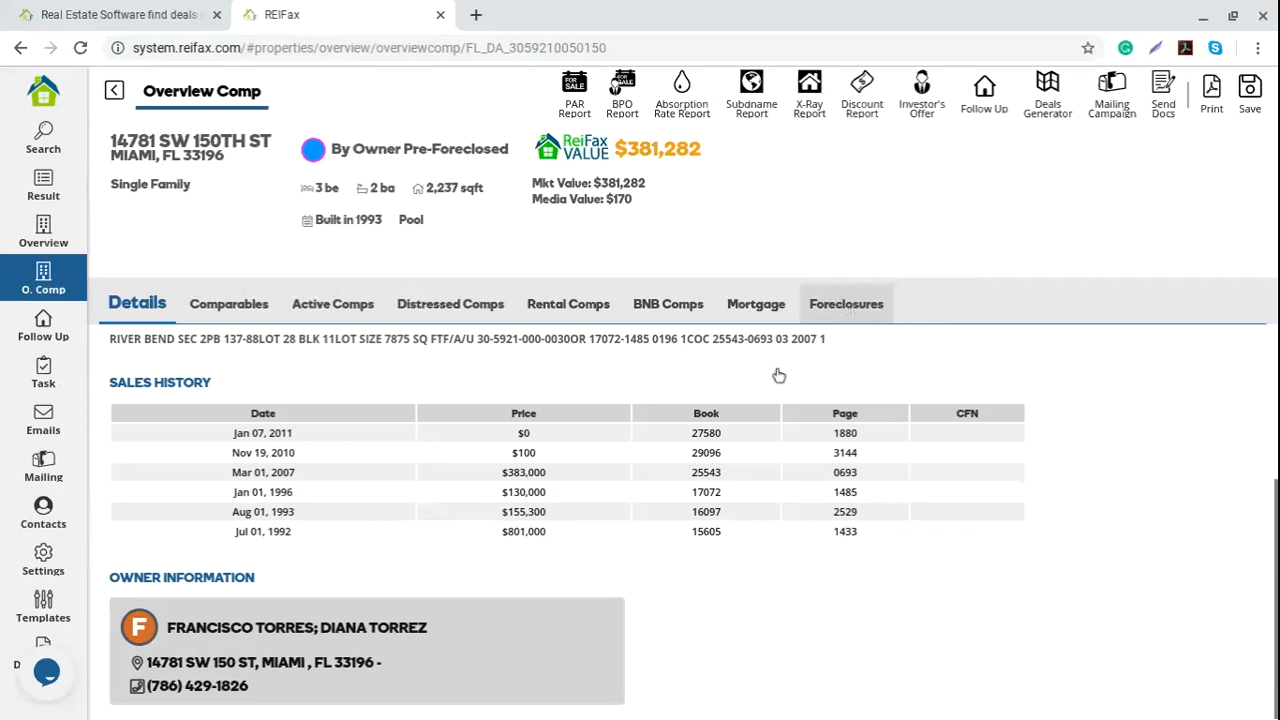 Real Estate Software find deals
REIFax
system.reifax.com/#properties/overview/overviewcomp/FL_DA_3059210050150
Overview Comp
PAR Report
BPO Report
Absorption Rate Report
Subdname Report
X-Ray Report
Discount Report
Investor's Offer
Follow Up
Deals Generator
Mailing Campaign
Send Docs
Print
Save
Search
Result
Overview
O. Comp
Follow Up
Task
Emails
Mailing
Contacts
Settings
Templates
D
14781 SW 150TH ST
MIAMI, FL 33196
Single Family
By Owner Pre-Foreclosed
3 be 2 ba 2,237 sqft
Built in 1993 Pool
ReiFax VALUE $381,282
Mkt Value: $381,282
Media Value: $170
Details Comparables Active Comps Distressed Comps Rental Comps BNB Comps Mortgage Foreclosures
RIVER BEND SEC 2PB 137-88LOT 28 BLK 11LOT SIZE 7875 SQ FTF/A/U 30-5921-000-0030OR 17072-1485 0196 1COC 25543-0693 03 2007 1
SALES HISTORY
Date Price Book Page CFN
Jan 07, 2011 $0 27580 1880
Nov 19, 2010 $100 29096 3144
Mar 01, 2007 $383,000 25543 0693
Jan 01, 1996 $130,000 17072 1485
Aug 01, 1993 $155,300 16097 2529
Jul 01, 1992 $801,000 15605 1433
OWNER INFORMATION
F FRANCISCO TORRES; DIANA TORREZ
14781 SW 150 ST, MIAMI , FL 33196 -
(786) 429-1826